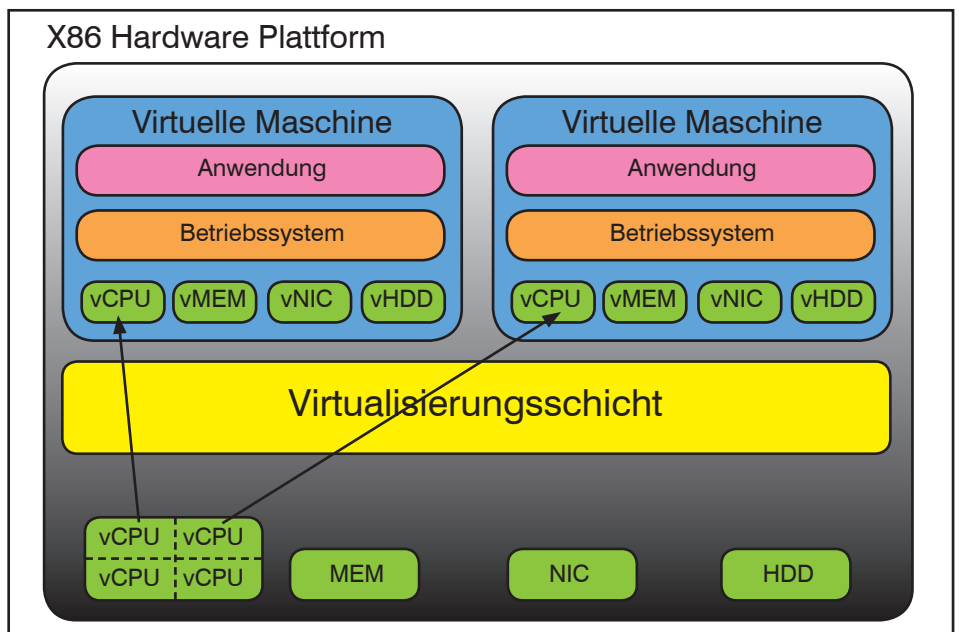 X86 Hardware Plattform
Virtuelle Maschine
Anwendung
Betriebssystem
vCPU vMEM vNIC vHDD
Virtuelle Maschine
Anwendung
Betriebssystem
vCPU vMEM vNIC vHDD
Virtualisierungsschicht
vCPU vCPU
vCPU vCPU
MEM
NIC
HDD